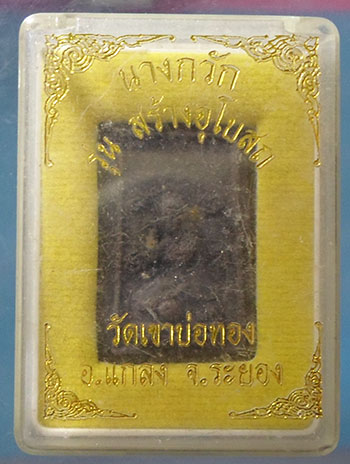 นางกวัก
รุ่น สร้างอุโบสถ
วัดเขาบ่อทอง
อ.แกลง จ.ระยอง